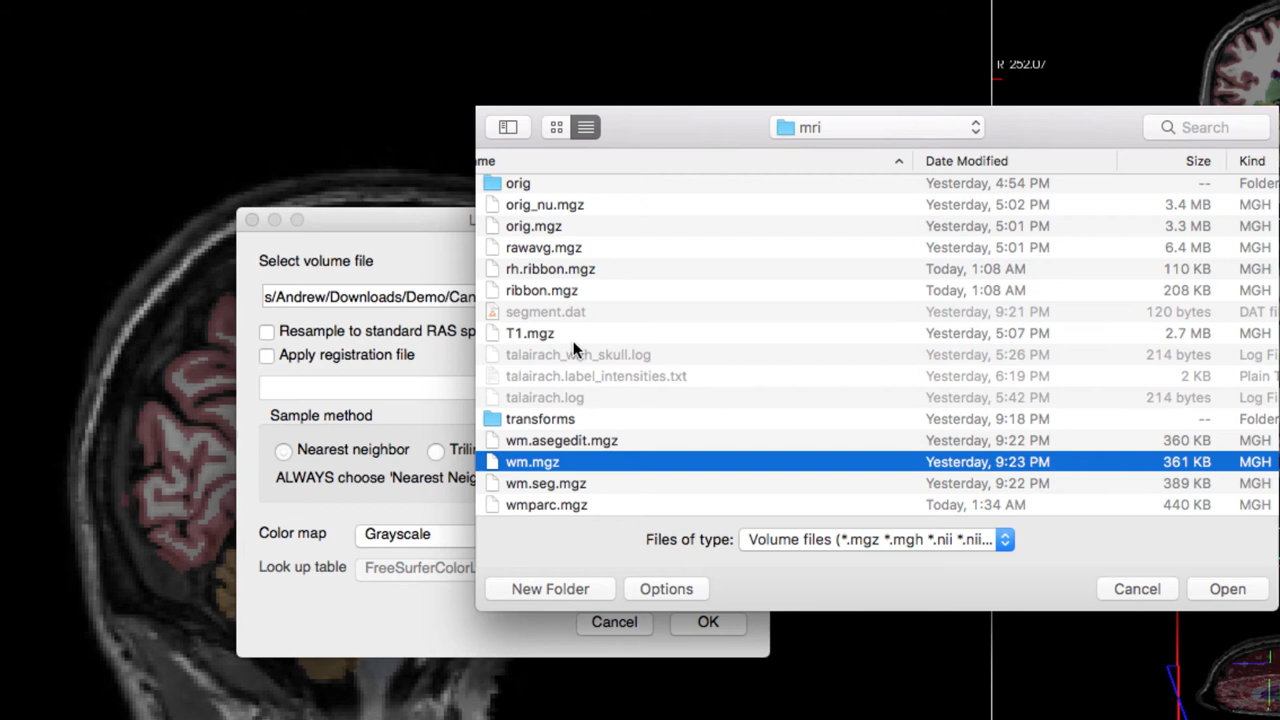 R 252.07
mri
Search
me Date Modified Size Kind
orig Yesterday, 4:54 PM -- Folde
orig_nu.mgz Yesterday, 5:02 PM 3.4 MB MGH
orig.mgz Yesterday, 5:01 PM 3.3 MB MGH
rawavg.mgz Yesterday, 5:01 PM 6.4 MB MGH
rh.ribbon.mgz Today, 1:08 AM 110 KB MGH
ribbon.mgz Today, 1:08 AM 208 KB MGH
segment.dat Yesterday, 9:21 PM 120 bytes DAT fi
T1.mgz Yesterday, 5:07 PM 2.7 MB MGH
talairach_with_skull.log Yesterday, 5:26 PM 214 bytes Log F
talairach.label_intensities.txt Yesterday, 6:19 PM 2 KB Plain T
talairach.log Yesterday, 5:42 PM 214 bytes Log F
transforms Yesterday, 9:18 PM -- Folde
wm.asegedit.mgz Yesterday, 9:22 PM 360 KB MGH
wm.mgz Yesterday, 9:23 PM 361 KB MGH
wm.seg.mgz Yesterday, 9:22 PM 389 KB MGH
wmparc.mgz Today, 1:34 AM 440 KB MGH
Files of type: Volume files (*.mgz *.mgh *.nii *.nii...
New Folder Options Cancel Open
L
Select volume file
s/Andrew/Downloads/Demo/Can
Resample to standard RAS sp
Apply registration file
Sample method
Nearest neighbor Trili
ALWAYS choose 'Nearest Neig
Color map Grayscale
Look up table FreeSurferColorL
Cancel OK